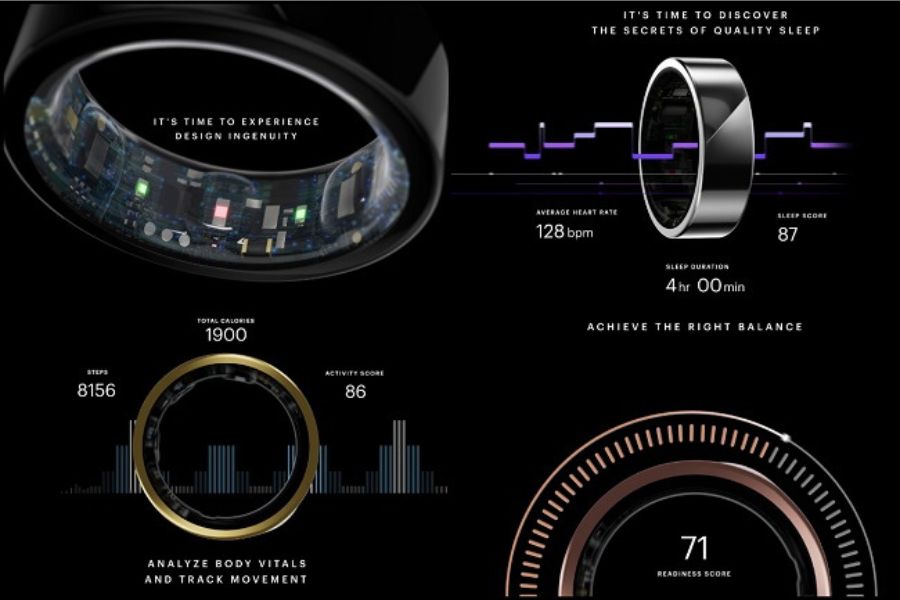 IT'S TIME TO EXPERIENCE
DESIGN INGENUITY
IT'S TIME TO DISCOVER
THE SECRETS OF QUALITY SLEEP
AVERAGE HEART RATE
128 bpm
SLEEP SCORE
87
SLEEP DURATION
4 hr 00 min
TOTAL CALORIES
1900
STEPS
8156
ACTIVITY SCORE
86
ANALYZE BODY VITALS
AND TRACK MOVEMENT
ACHIEVE THE RIGHT BALANCE
71
READINESS SCORE